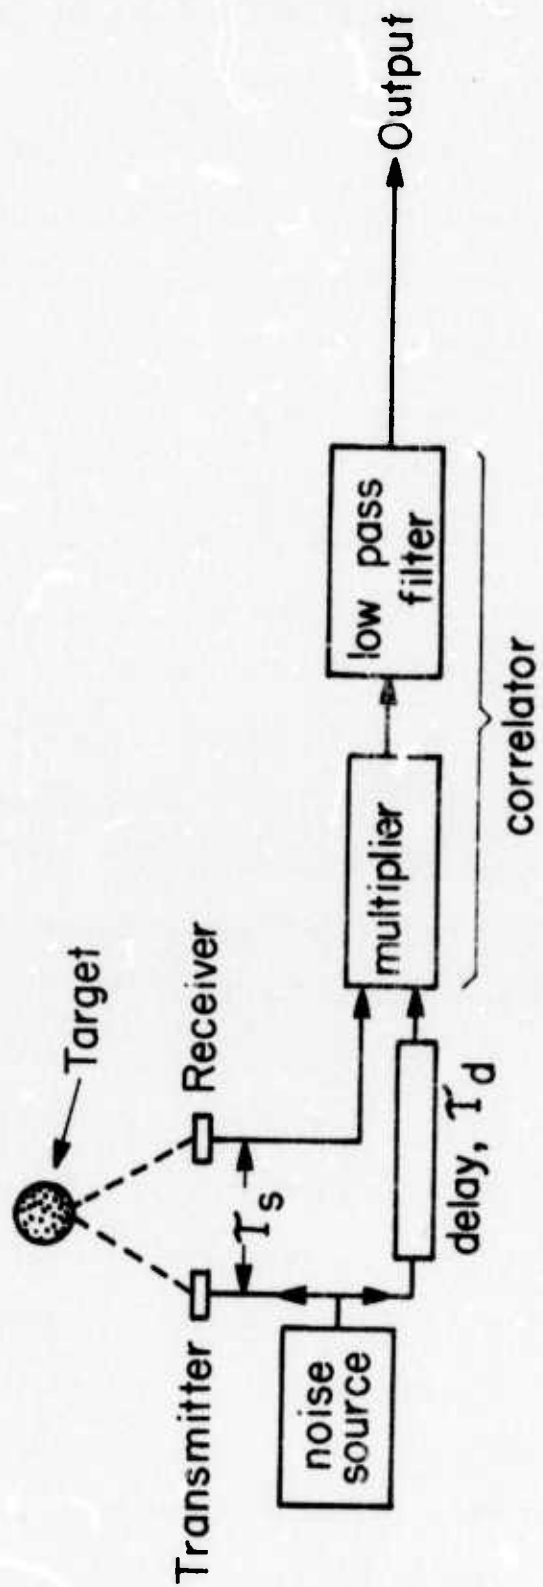 Target
Transmitter
Receiver
τs
noise
source
delay, τd
multiplier
low pass
filter
Output
correlator